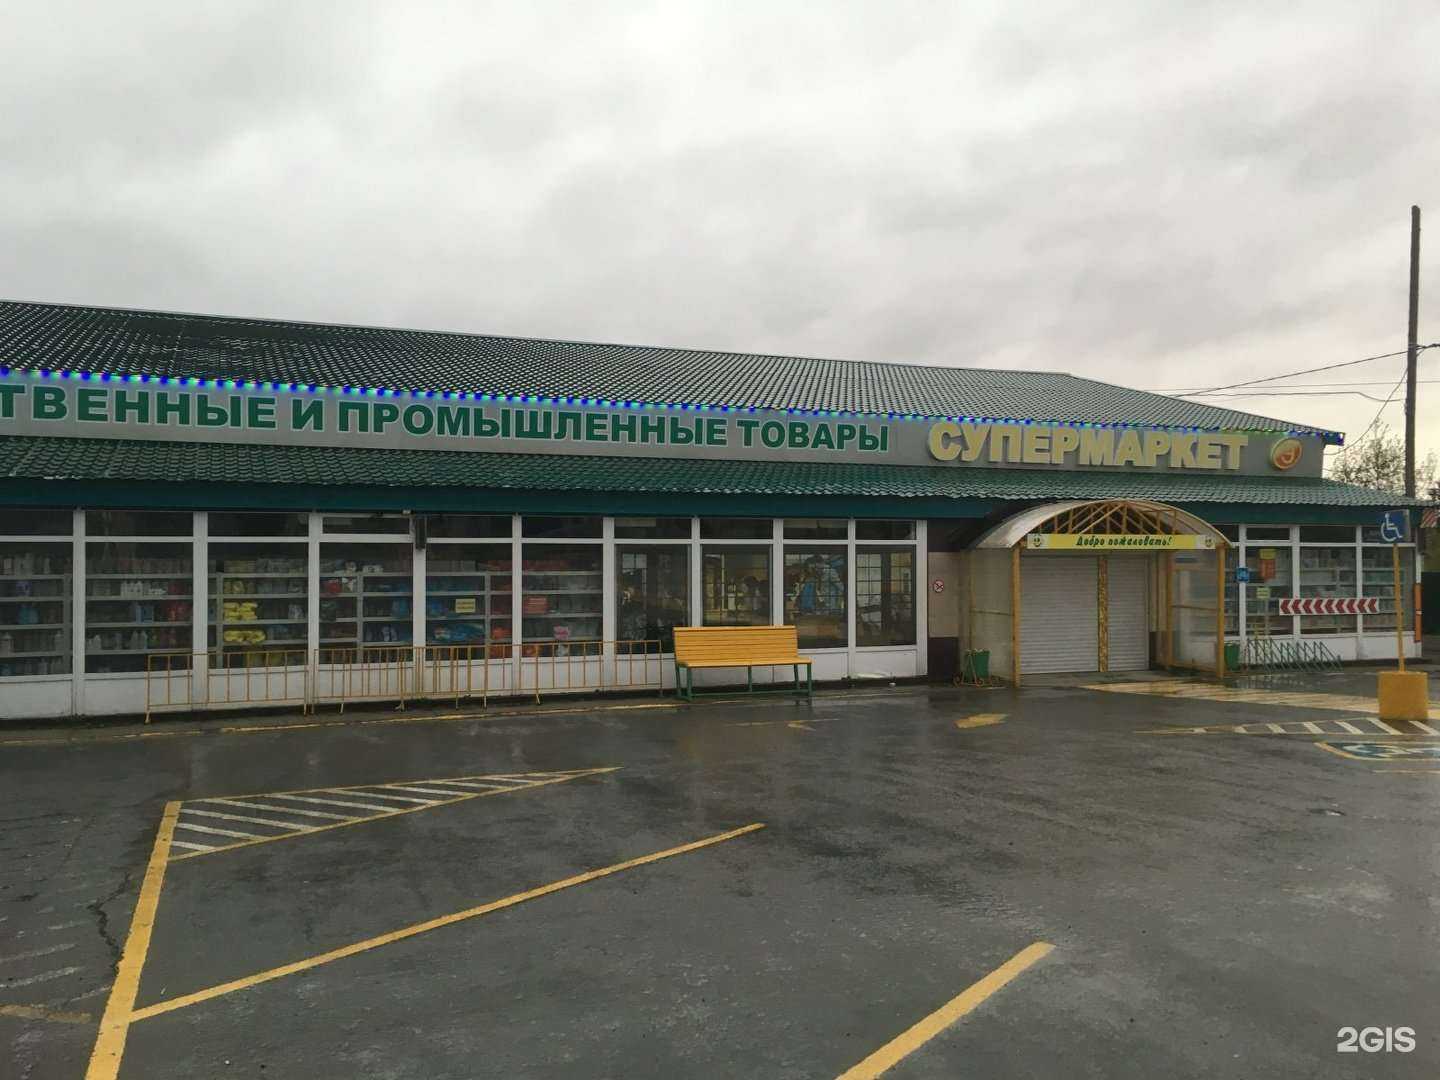 ТВЕННЫЕ И ПРОМЫШЛЕННЫЕ ТОВАРЫ
СУПЕРМАРКЕТ
Добро пожаловать!
2GIS